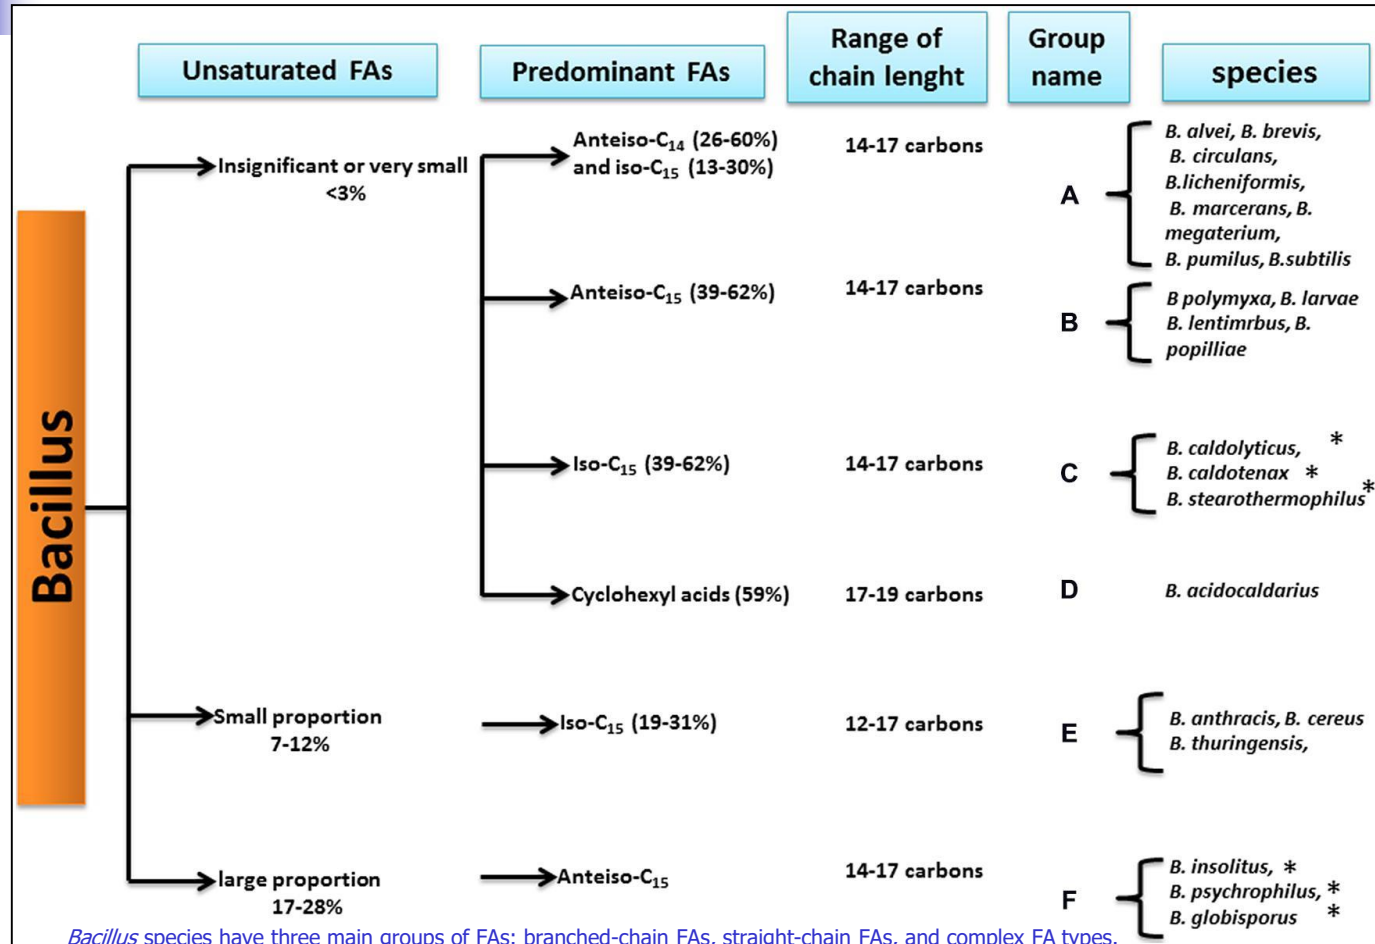 Unsaturated FAs
Predominant FAs
Range of
chain lenght
Group
name
species
Bacillus
Insignificant or very small
<3%
Anteiso-C₁₄ (26-60%)
and iso-C₁₅ (13-30%)
14-17 carbons
A
B. alvei, B. brevis,
B. circulans,
B.licheniformis,
B. marcerans, B.
megaterium,
B. pumilus, B.subtilis
Anteiso-C₁₅ (39-62%)
14-17 carbons
B
B polymyxa, B. larvae
B. lentimrbus, B.
popilliae
Iso-C₁₅ (39-62%)
14-17 carbons
C
B. caldolyticus, *
B. caldotenax *
B. stearothermophilus*
Cyclohexyl acids (59%)
17-19 carbons
D
B. acidocaldarius
Small proportion
7-12%
Iso-C₁₅ (19-31%)
12-17 carbons
E
B. anthracis, B. cereus
B. thuringensis,
large proportion
17-28%
Anteiso-C₁₅
14-17 carbons
F
B. insolitus, *
B. psychrophilus, *
B. globisporus *
Bacillus species have three main groups of FAs: branched-chain FAs, straight-chain FAs, and complex FA types.